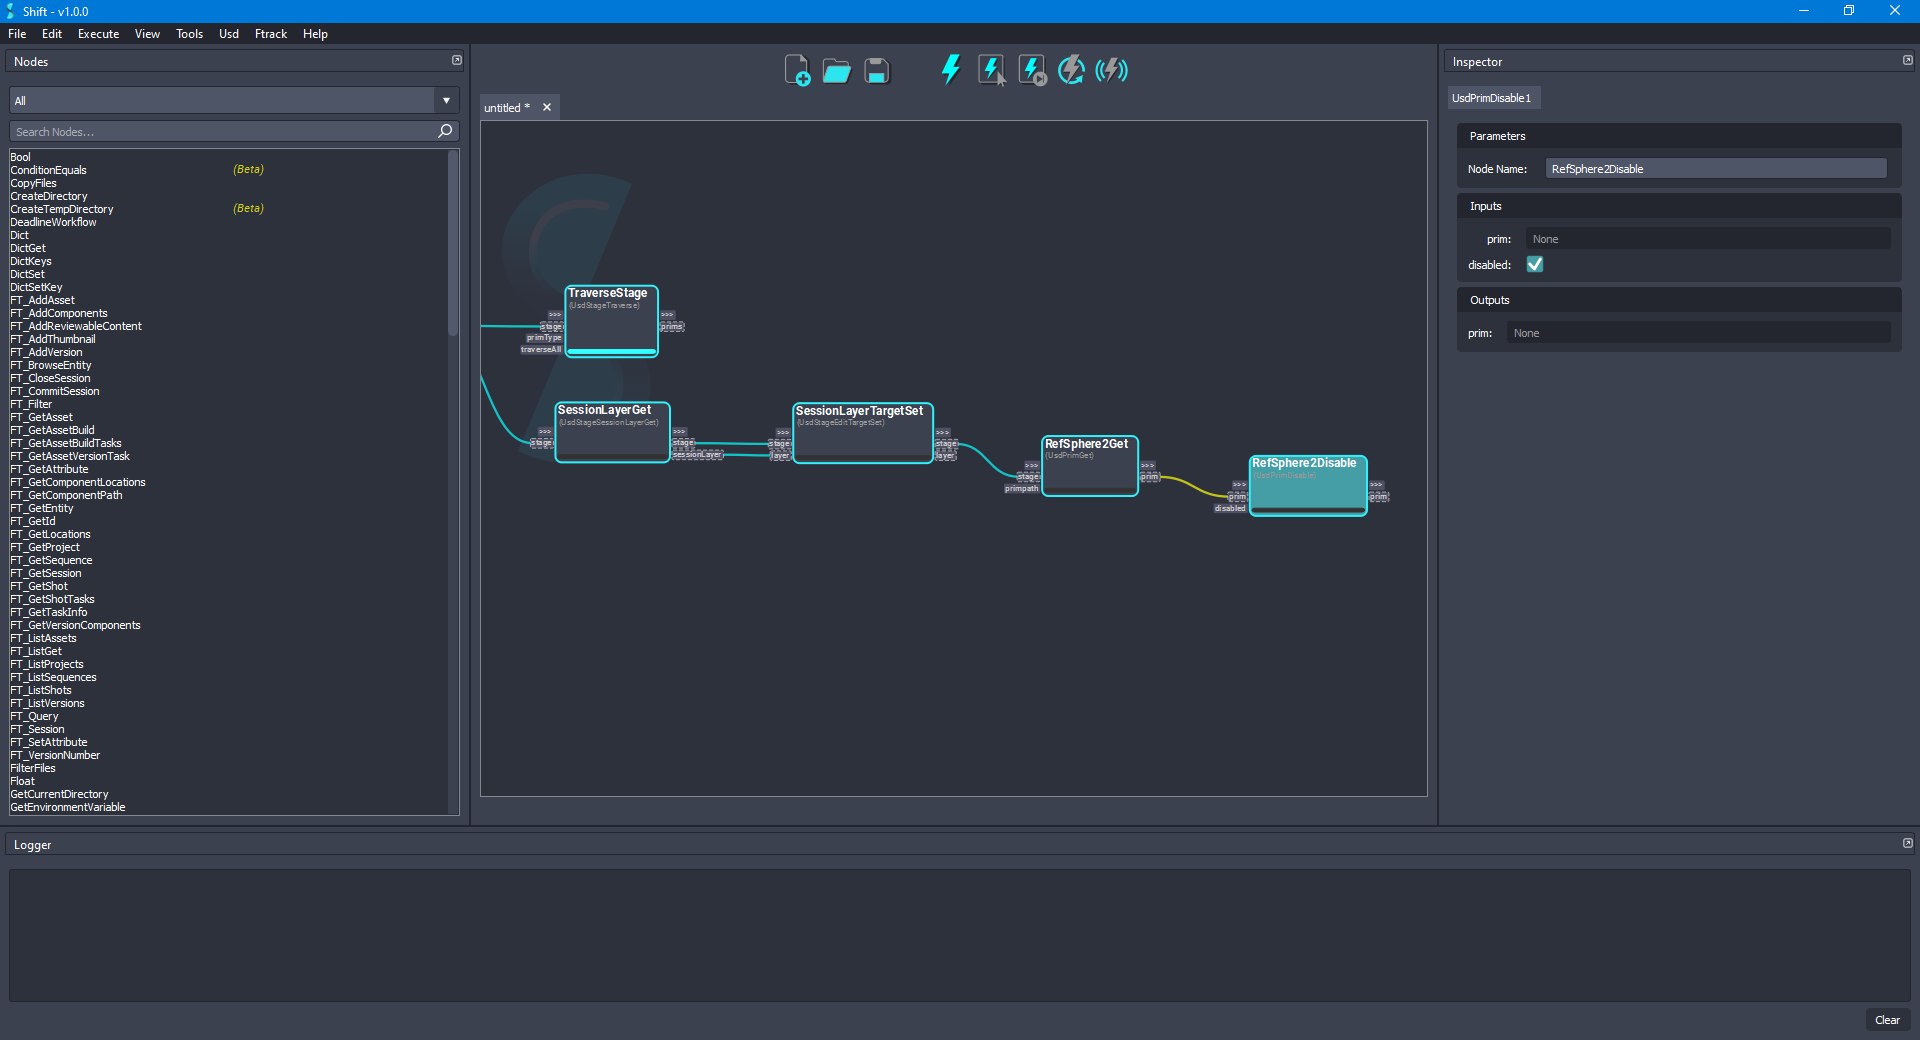 Shift - v1.0.0
File Edit Execute View Tools Usd Ftrack Help
Nodes
All
Search Nodes...
Bool
ConditionEquals (Beta)
CopyFiles
CreateDirectory
CreateTempDirectory (Beta)
DeadlineWorkflow
Dict
DictGet
DictKeys
DictSet
DictSetKey
FT_AddAsset
FT_AddComponents
FT_AddReviewableContent
FT_AddThumbnail
FT_AddVersion
FT_BrowseEntity
FT_CloseSession
FT_CommitSession
FT_Filter
FT_GetAsset
FT_GetAssetBuild
FT_GetAssetBuildTasks
FT_GetAssetVersionTask
FT_GetAttribute
FT_GetComponentLocations
FT_GetComponentPath
FT_GetEntity
FT_GetId
FT_GetLocations
FT_GetProject
FT_GetSequence
FT_GetSession
FT_GetShot
FT_GetShotTasks
FT_GetTaskInfo
FT_GetVersionComponents
FT_ListAssets
FT_ListGet
FT_ListProjects
FT_ListSequences
FT_ListShots
FT_ListVersions
FT_Query
FT_Session
FT_SetAttribute
FT_VersionNumber
FilterFiles
Float
GetCurrentDirectory
GetEnvironmentVariable
untitled *
TraverseStage
(UsdStageTraverse)
>>> >>>
stage prims
primType
traverseAll
SessionLayerGet
(UsdStageSessionLayerGet)
>>> >>>
stage stage
sessionLayer
SessionLayerTargetSet
(UsdStageEditTargetSet)
>>> >>>
stage stage
layer layer
RefSphere2Get
(UsdPrimGet)
>>> >>>
stage prim
primpath
RefSphere2Disable
(UsdPrimDisable)
>>> >>>
prim prim
disabled
Inspector
UsdPrimDisable1
Parameters
Node Name: RefSphere2Disable
Inputs
prim: None
disabled:
Outputs
prim: None
Logger
Clear